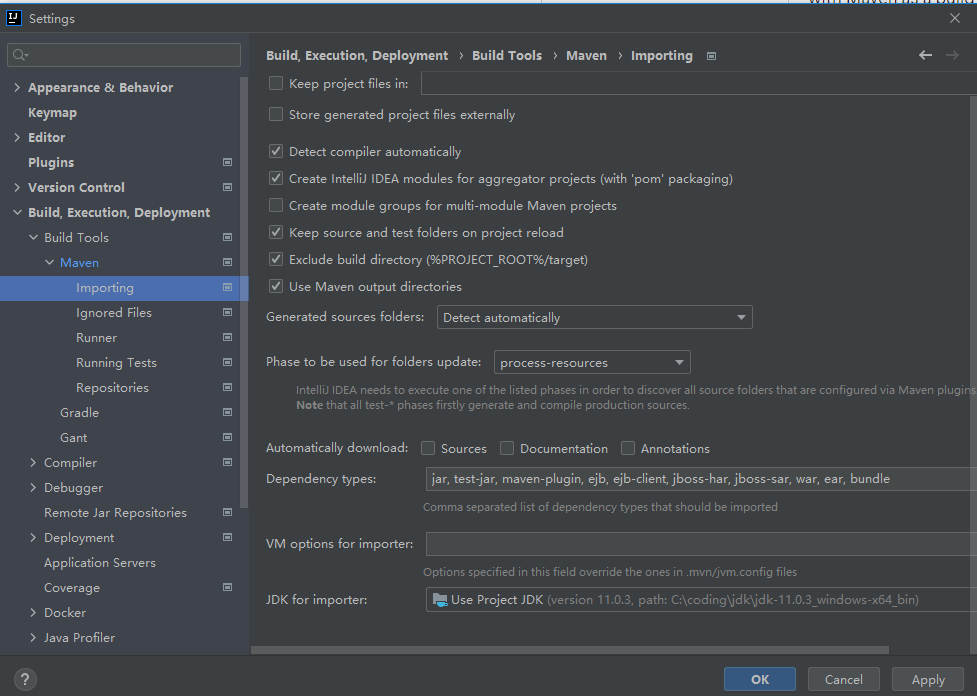 with Maven as a build
IJ Settings
Appearance & Behavior
Keymap
Editor
Plugins
Version Control
Build, Execution, Deployment
Build Tools
Maven
Importing
Ignored Files
Runner
Running Tests
Repositories
Gradle
Gant
Compiler
Debugger
Remote Jar Repositories
Deployment
Application Servers
Coverage
Docker
Java Profiler
Build, Execution, Deployment › Build Tools › Maven › Importing
Keep project files in:
Store generated project files externally
Detect compiler automatically
Create IntelliJ IDEA modules for aggregator projects (with 'pom' packaging)
Create module groups for multi-module Maven projects
Keep source and test folders on project reload
Exclude build directory (%PROJECT_ROOT%/target)
Use Maven output directories
Generated sources folders: Detect automatically
Phase to be used for folders update: process-resources
IntelliJ IDEA needs to execute one of the listed phases in order to discover all source folders that are configured via Maven plugins
Note that all test-* phases firstly generate and compile production sources.
Automatically download: Sources Documentation Annotations
Dependency types: jar, test-jar, maven-plugin, ejb, ejb-client, jboss-har, jboss-sar, war, ear, bundle
Comma separated list of dependency types that should be imported
VM options for importer:
Options specified in this field override the ones in .mvn/jvm.config files
JDK for importer: Use Project JDK (version 11.0.3, path: C:\coding\jdk\jdk-11.0.3_windows-x64_bin)
? OK Cancel Apply